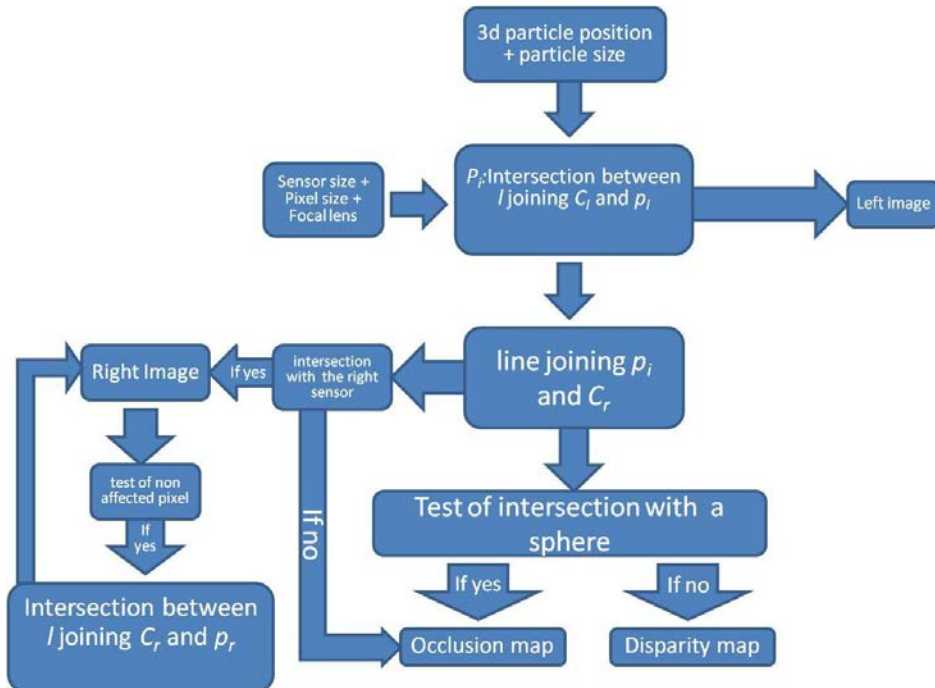 3d particle position
+ particle size
Sensor size +
Pixel size +
Focal lens
Pᵢ:Intersection between
l joining Cₗ and pₗ
Left image
line joining pᵢ
and Cᵣ
intersection
with the right
sensor
If yes
Right Image
test of non
affected pixel
If
yes
Intersection between
l joining Cᵣ and pᵣ
If no
Test of intersection with a
sphere
If yes
If no
Occlusion map
Disparity map